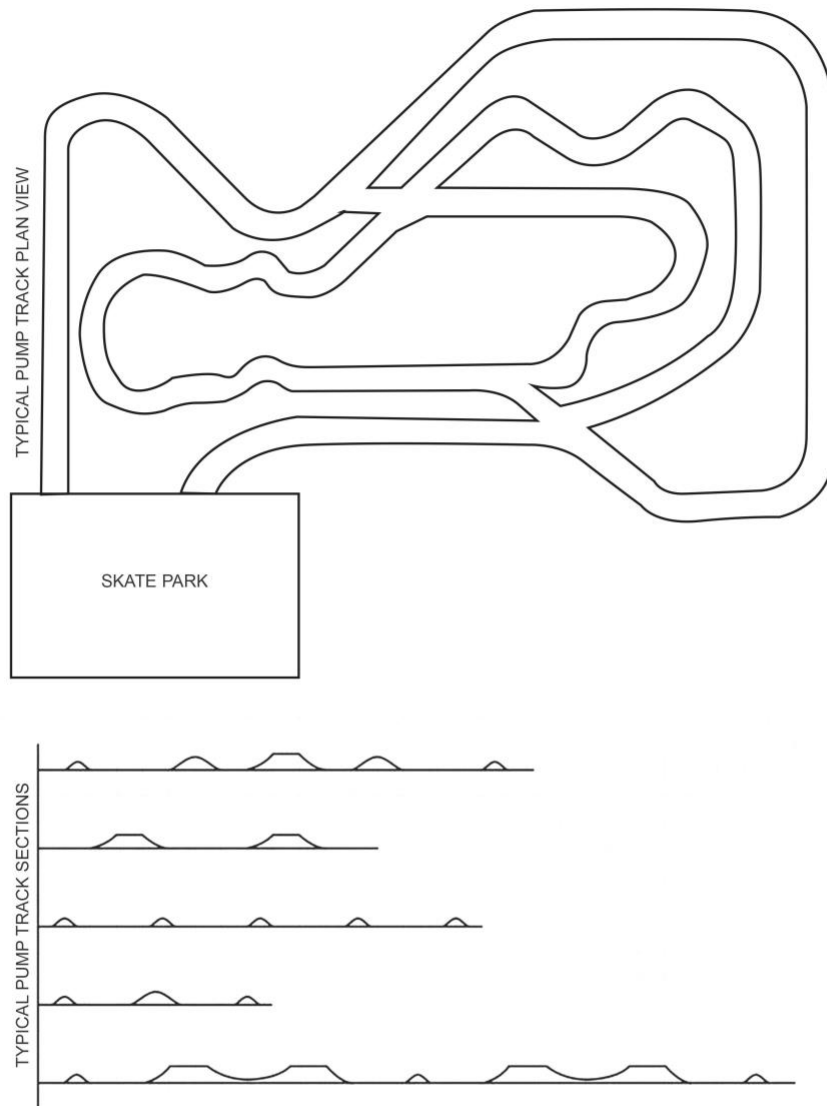 TYPICAL PUMP TRACK PLAN VIEW
SKATE PARK
TYPICAL PUMP TRACK SECTIONS